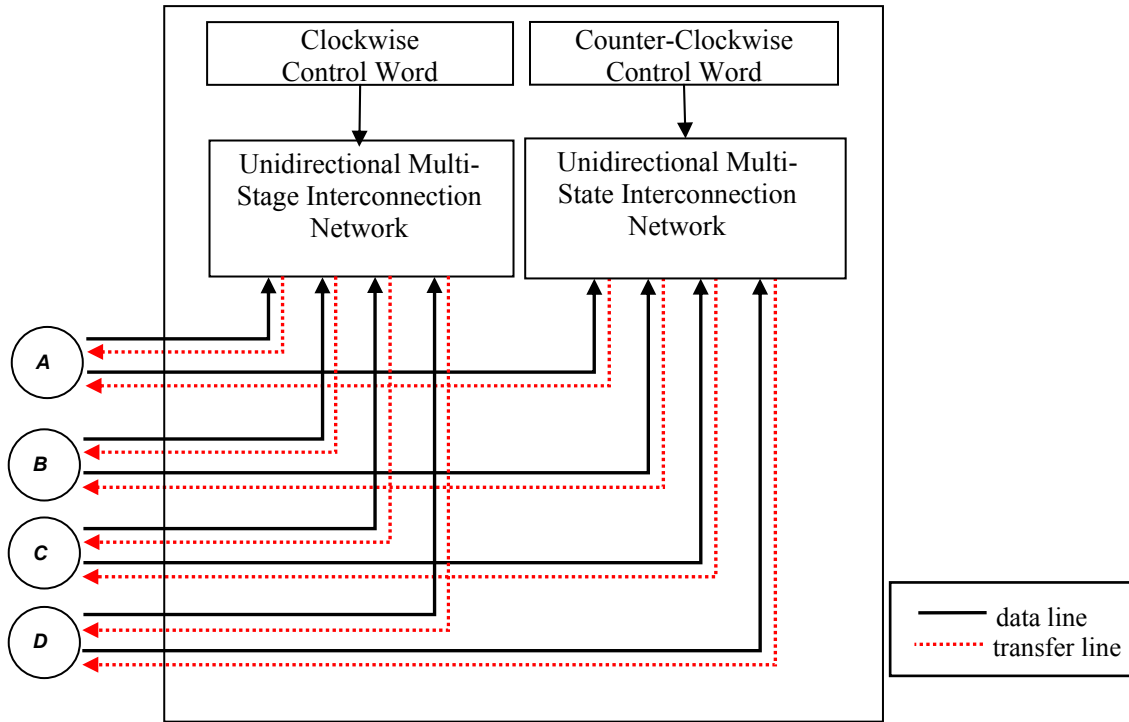 Clockwise
Control Word
Counter-Clockwise
Control Word
Unidirectional Multi-
Stage Interconnection
Network
Unidirectional Multi-
State Interconnection
Network
A
B
C
D
data line
transfer line